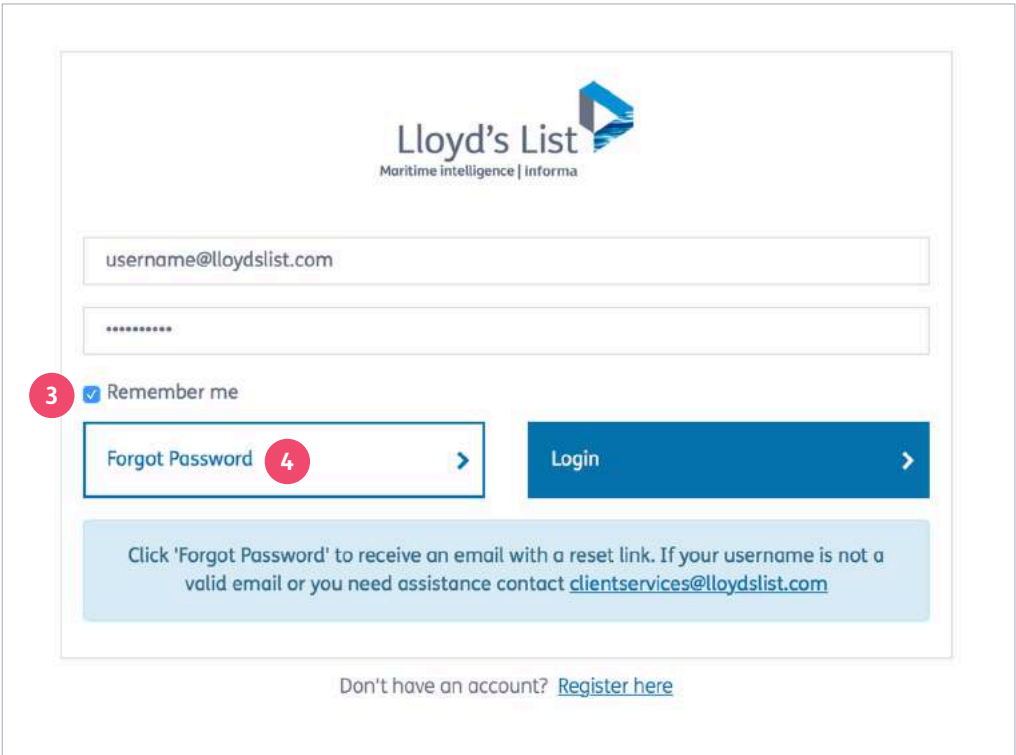 Lloyd's List
Maritime intelligence | informa
username@lloydslist.com
••••••••••
3 Remember me
Forgot Password 4 Login
Click 'Forgot Password' to receive an email with a reset link. If your username is not a
valid email or you need assistance contact clientservices@lloydslist.com
Don't have an account? Register here